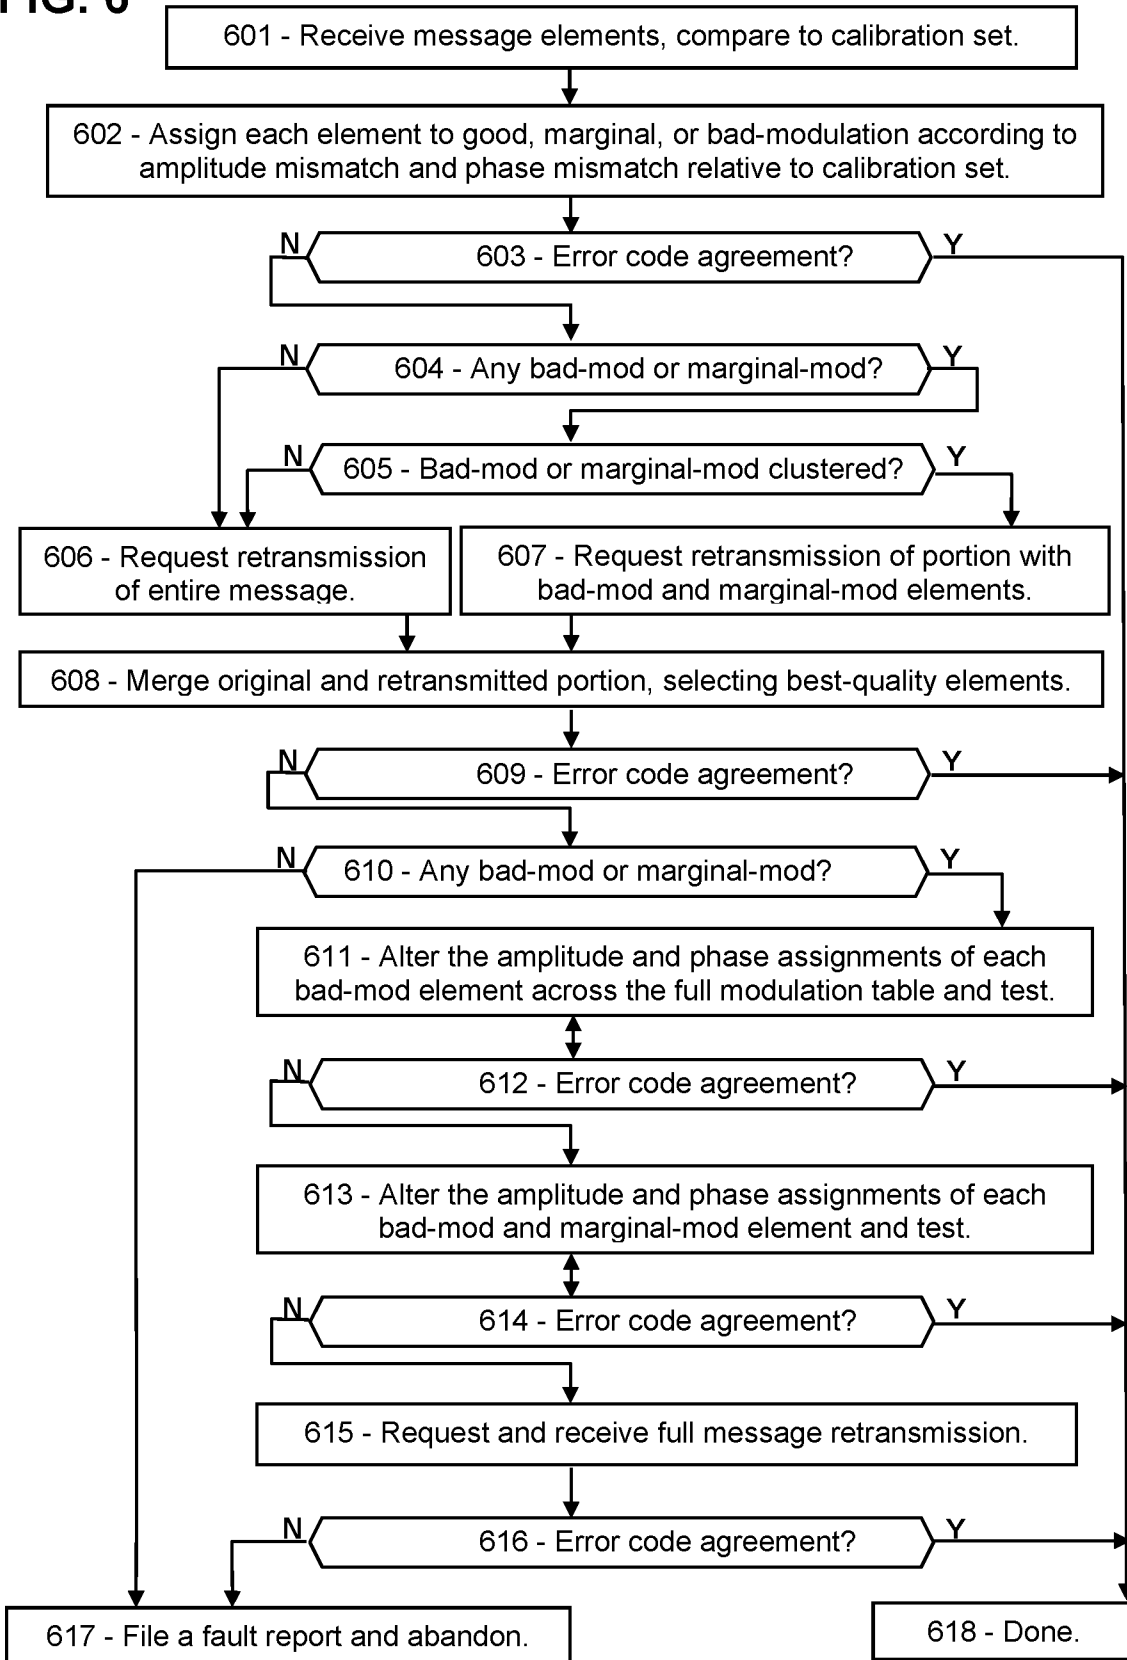 FIG. 6
601 - Receive message elements, compare to calibration set.
602 - Assign each element to good, marginal, or bad-modulation according to
amplitude mismatch and phase mismatch relative to calibration set.
N
603 - Error code agreement?
Y
N
604 - Any bad-mod or marginal-mod?
Y
N
605 - Bad-mod or marginal-mod clustered?
Y
606 - Request retransmission
of entire message.
607 - Request retransmission of portion with
bad-mod and marginal-mod elements.
608 - Merge original and retransmitted portion, selecting best-quality elements.
N
609 - Error code agreement?
Y
N
610 - Any bad-mod or marginal-mod?
Y
611 - Alter the amplitude and phase assignments of each
bad-mod element across the full modulation table and test.
N
612 - Error code agreement?
Y
613 - Alter the amplitude and phase assignments of each
bad-mod and marginal-mod element and test.
N
614 - Error code agreement?
Y
615 - Request and receive full message retransmission.
N
616 - Error code agreement?
Y
617 - File a fault report and abandon.
618 - Done.